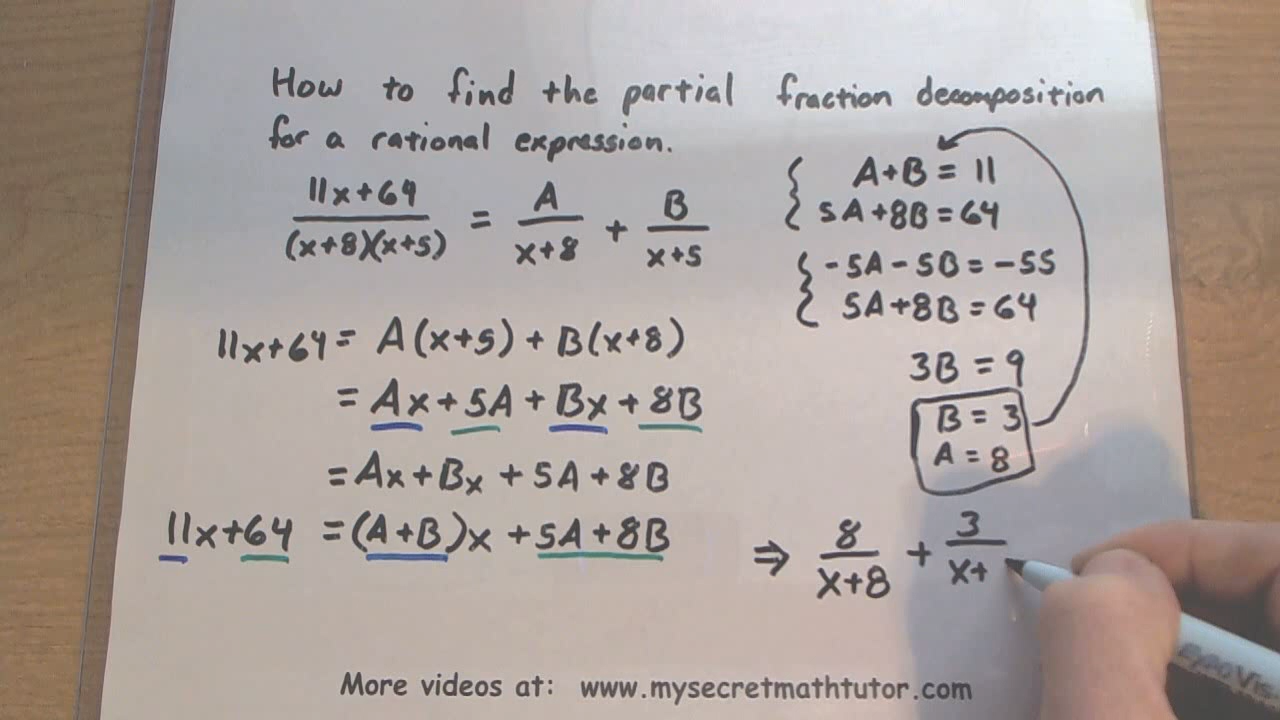 How to find the partial fraction decomposition
for a rational expression.
11x+64/(x+8)(x+5) = A/x+8 + B/x+5
11x+64 = A(x+5) + B(x+8)
= Ax + 5A + Bx + 8B
= Ax + Bx + 5A + 8B
11x+64 = (A+B)x + 5A + 8B
A+B = 11
5A+8B = 64
-5A - 5B = -55
5A+8B = 64
3B = 9
B = 3
A = 8
⇒ 8/x+8 + 3/x+
More videos at: www.mysecretmathtutor.com